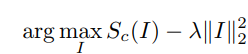 arg max_I S_c(I) − λ‖I‖_2^2